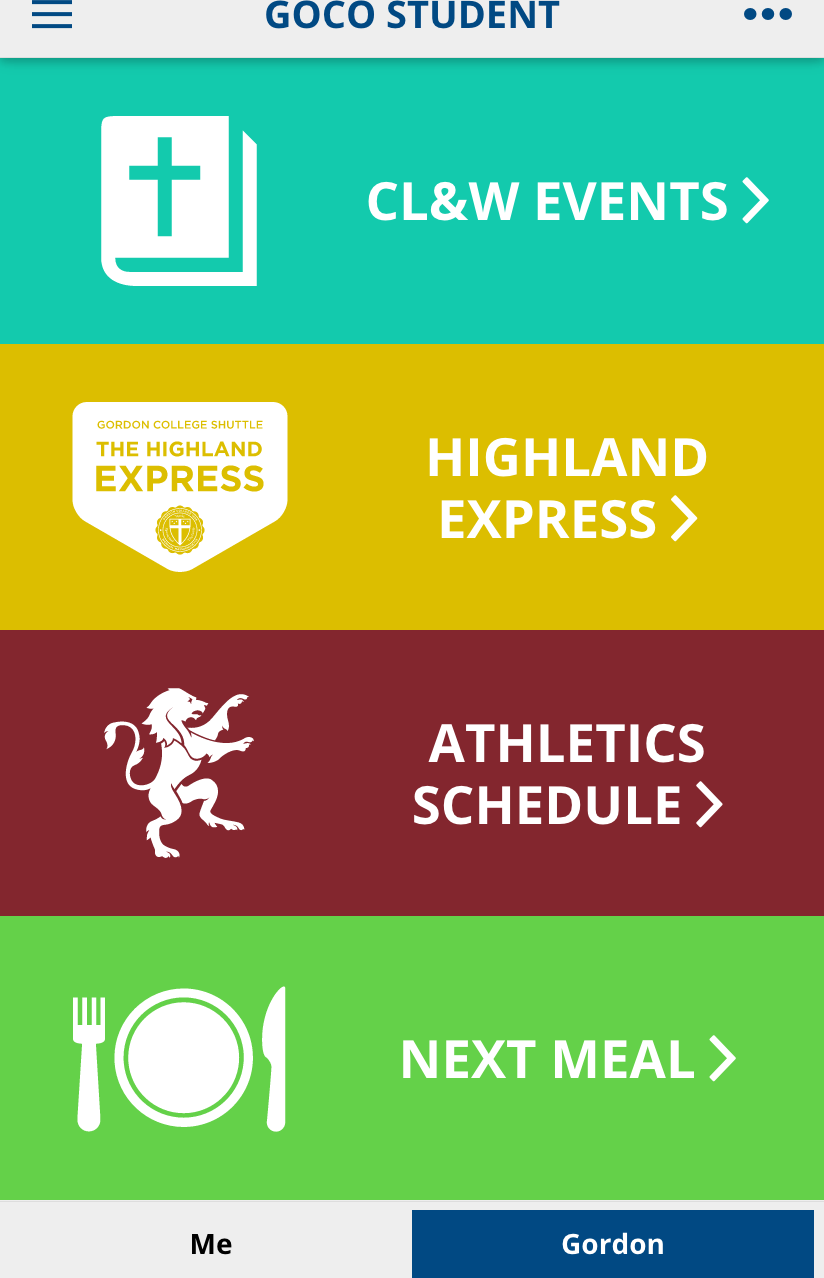 GOCO STUDENT
CL&W EVENTS
GORDON COLLEGE SHUTTLE
THE HIGHLAND
EXPRESS
HIGHLAND
EXPRESS
ATHLETICS
SCHEDULE
NEXT MEAL
Me
Gordon